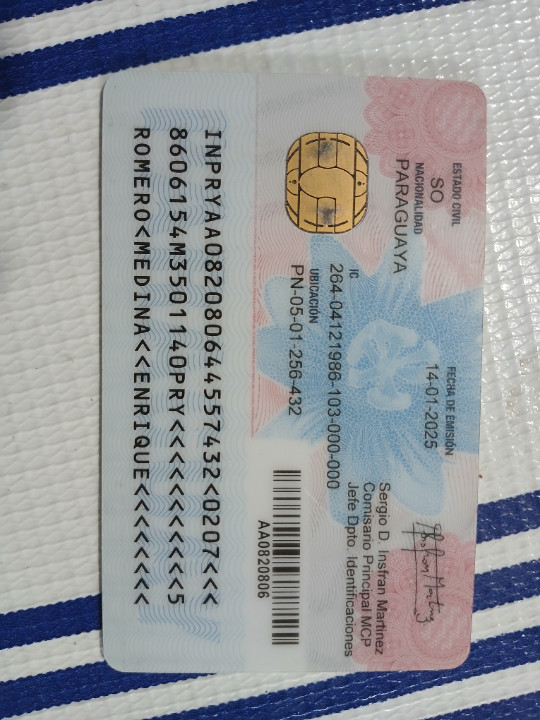 ESTADO CIVIL
SO
NACIONALIDAD
PARAGUAYA
FECHA DE EMISIÓN
14-01-2025
IC
264-04121986-103-000-000
UBICACIÓN
PN-05-01-256-432
Sergio D. Insfran Martinez
Comisario Principal MCP
Jefe Dpto. Identificaciones
AA0820806
INPRYAA082080644557432<0207<<<
8606154M3501140PRY<<<<<<<<<<<5
ROMERO<MEDINA<<ENRIQUE<<<<<<<<